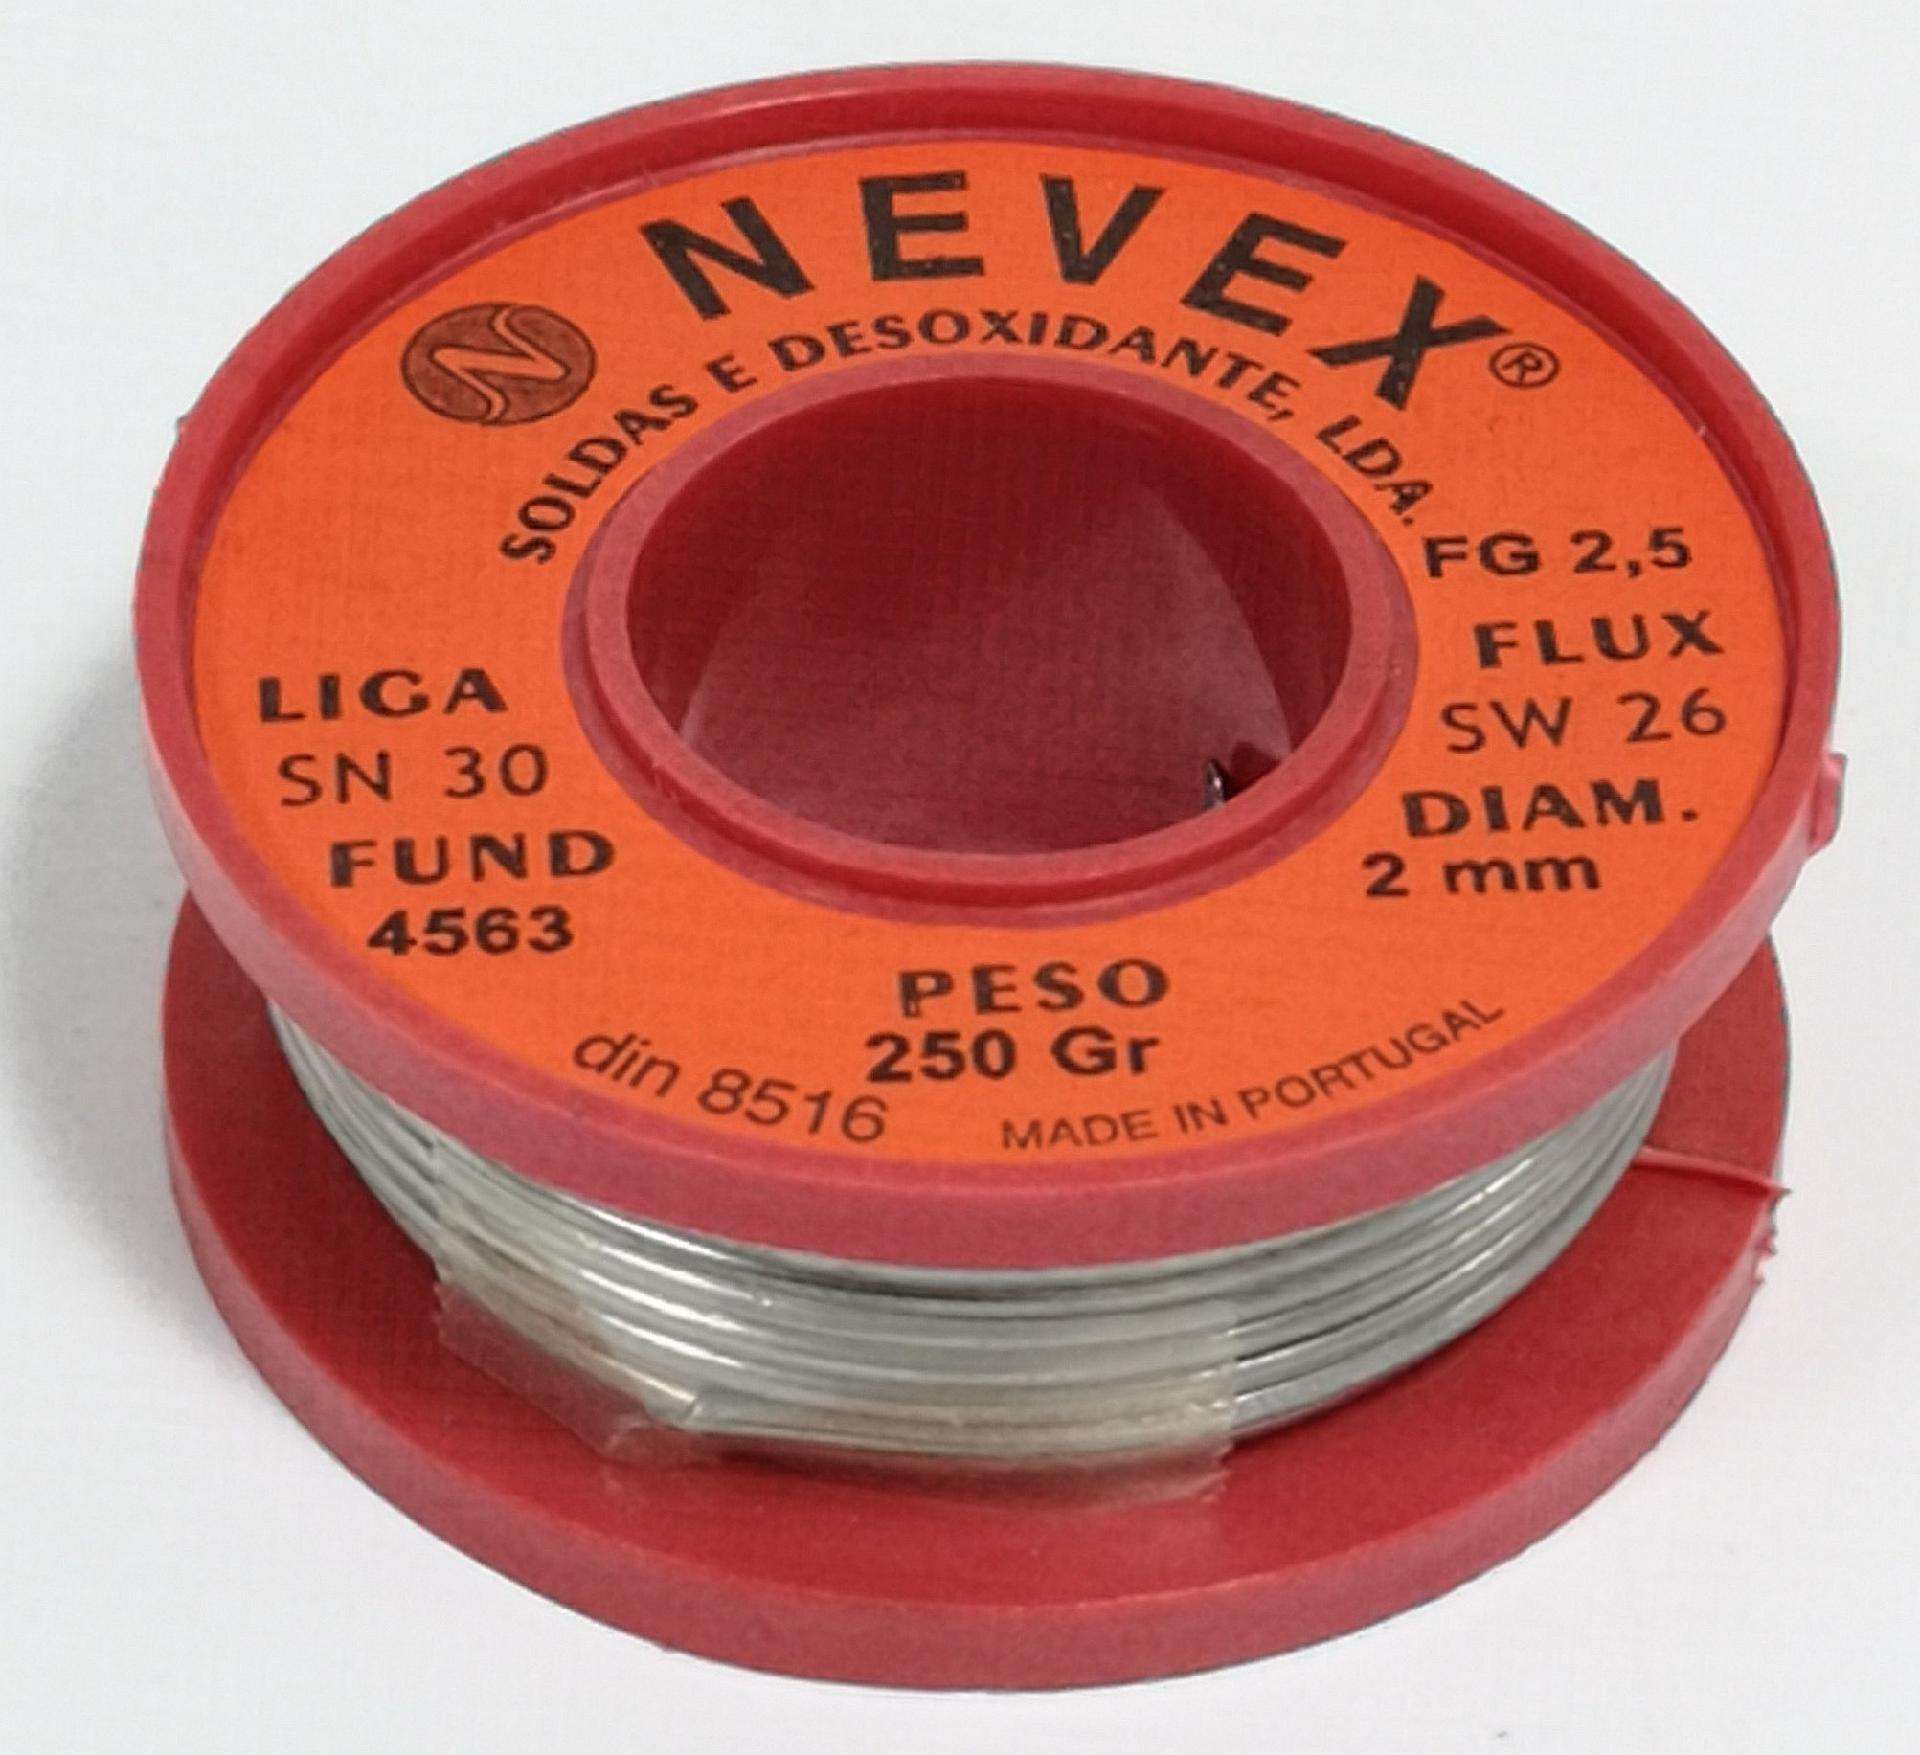 N
NEVEX®
SOLDAS E DESOXIDANTE, LDA.
LIGA
SN 30
FUND
4563
FG 2,5
FLUX
SW 26
DIAM.
2 mm
PESO
250 Gr
din 8516
MADE IN PORTUGAL